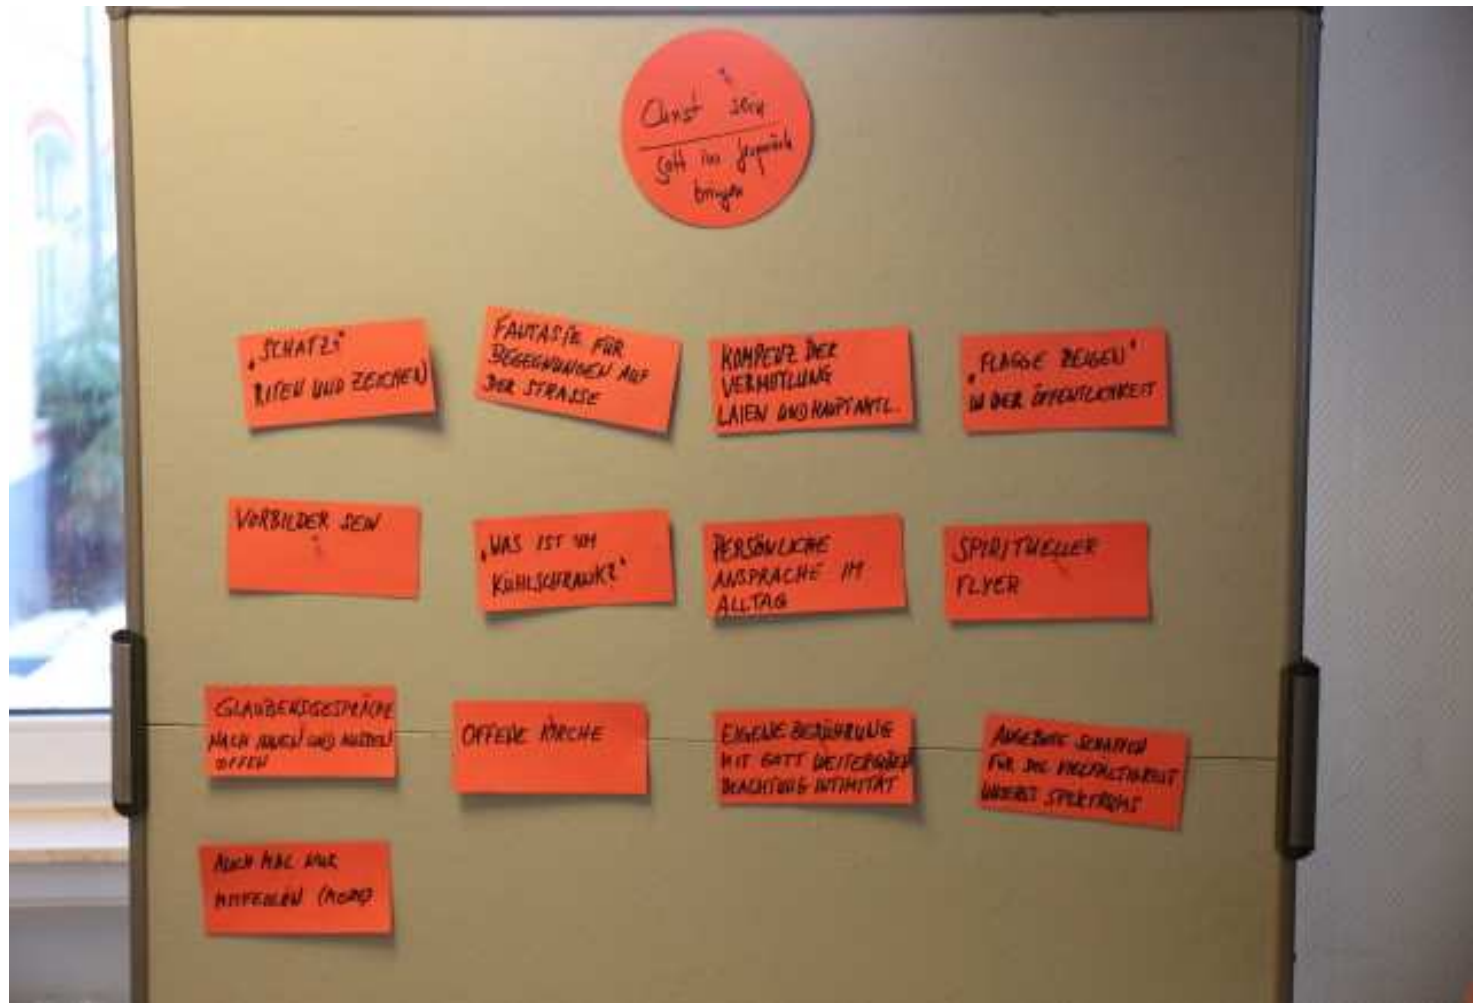 Christ sein
Gott ins Gespräch
bringen
"SCHATZ"
RITEN UND ZEICHEN
FANTASIE FÜR
BEGEGNUNGEN AUF
DER STRASSE
KOMPENZ DER
VERMITTLUNG
LAIEN UND HAUPTAMTL.
"FLAGGE ZEIGEN"
IN DER ÖFFENTLICHKEIT
VORBILDER SEIN
"WAS IST IM
KÜHLSCHRANK?"
PERSÖNLICHE
ANSPRACHE IM
ALLTAG
SPIRITUELLER
FLYER
GLAUBENSGESPRÄCHE
NACH INNEN UND AUSSEN
OFFEN
OFFENE KIRCHE
EIGENE BERÜHRUNG
MIT GOTT WEITERGEBEN
BEACHTUNG INTIMITÄT
ANGEBOTE SCHAFFEN
FÜR DIE VIELFÄLTIGKEIT
UNSERES SPEKTRUMS
AUCH MAL NUR